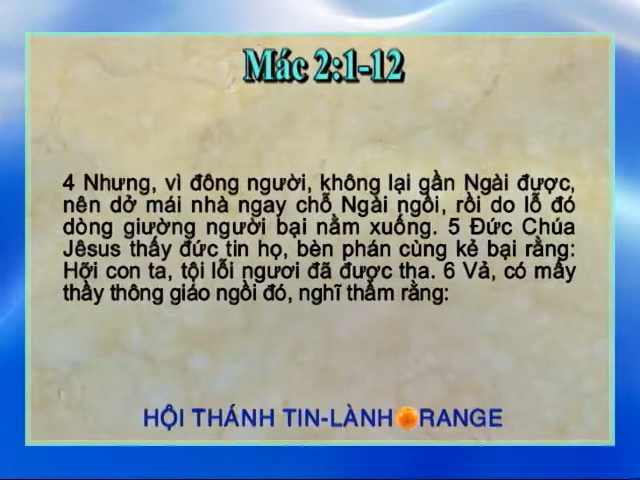 Mác 2:1-12
4 Nhưng, vì đông người, không lại gần Ngài được,
nên dở mái nhà ngay chỗ Ngài ngồi, rồi do lỗ đó
dòng giường người bại nằm xuống. 5 Đức Chúa
Jêsus thấy đức tin họ, bèn phán cùng kẻ bại rằng:
Hỡi con ta, tội lỗi ngươi đã được tha. 6 Vả, có mấy
thầy thông giáo ngồi đó, nghĩ thầm rằng:
HỘI THÁNH TIN-LÀNH ORANGE